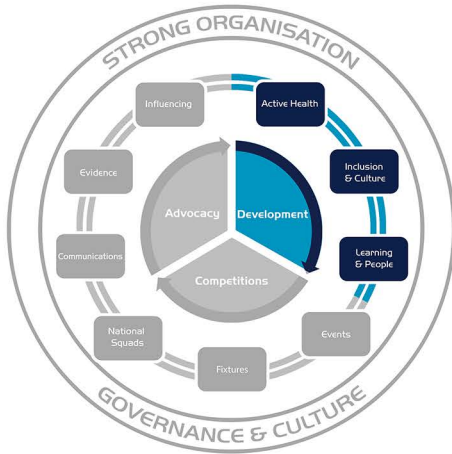 STRONG ORGANISATION
Influencing
Active Health
Evidence
Inclusion
& Culture
Advocacy
Development
Communications
Learning
& People
Competitions
National
Squads
Events
Fixtures
GOVERNANCE & CULTURE